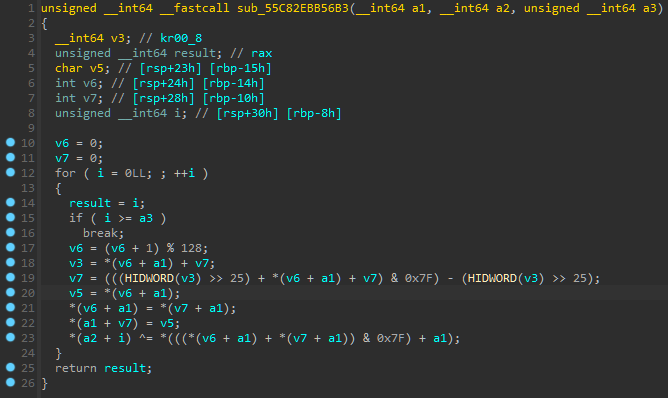 1 unsigned __int64 __fastcall sub_55C82EBB56B3(__int64 a1, __int64 a2, unsigned __int64 a3)
2 {
3 __int64 v3; // kr00_8
4 unsigned __int64 result; // rax
5 char v5; // [rsp+23h] [rbp-15h]
6 int v6; // [rsp+24h] [rbp-14h]
7 int v7; // [rsp+28h] [rbp-10h]
8 unsigned __int64 i; // [rsp+30h] [rbp-8h]
9
10 v6 = 0;
11 v7 = 0;
12 for ( i = 0LL; ; ++i )
13 {
14 result = i;
15 if ( i >= a3 )
16 break;
17 v6 = (v6 + 1) % 128;
18 v3 = *(v6 + a1) + v7;
19 v7 = (((HIDWORD(v3) >> 25) + *(v6 + a1) + v7) & 0x7F) - (HIDWORD(v3) >> 25);
20 v5 = *(v6 + a1);
21 *(v6 + a1) = *(v7 + a1);
22 *(a1 + v7) = v5;
23 *(a2 + i) ^= *(((*(v6 + a1) + *(v7 + a1)) & 0x7F) + a1);
24 }
25 return result;
26 }